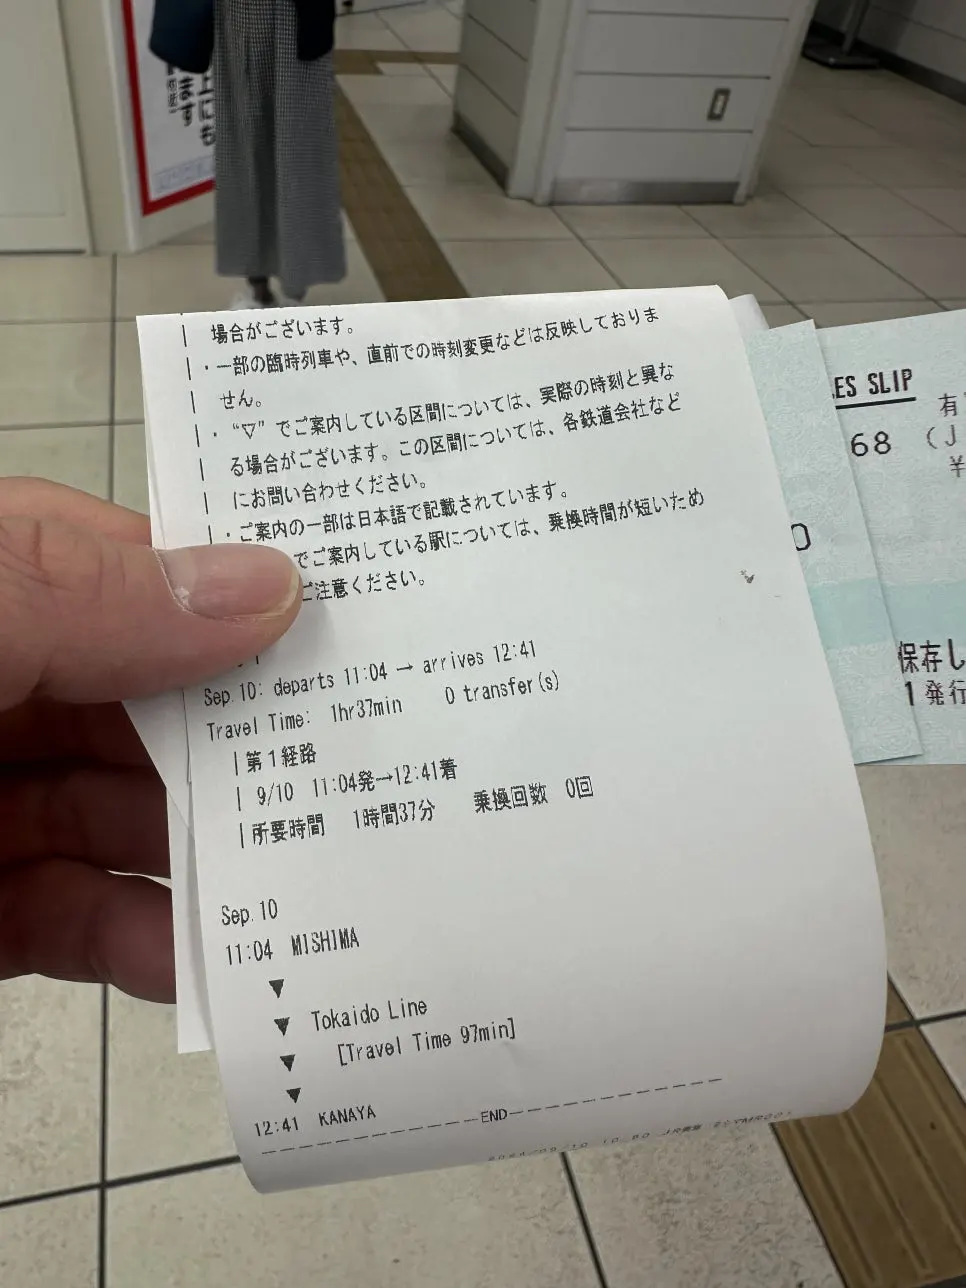 場合がございます。
・一部の臨時列車や、直前での時刻変更などは反映しておりま
せん。
・“▽”でご案内している区間については、実際の時刻と異な
る場合がございます。この区間については、各鉄道会社など
にお問い合わせください。
・ご案内の一部は日本語で記載されています。
でご案内している駅については、乗換時間が短いため
ご注意ください。
Sep.10: departs 11:04 → arrives 12:41
Travel Time: 1hr37min 0 transfer(s)
第1経路
9/10 11:04発→12:41着
所要時間 1時間37分 乗換回数 0回
Sep.10
11:04 MISHIMA
▼
▼ Tokaido Line
▼ [Travel Time 97min]
▼
12:41 KANAYA
END
SLIP
有
68 (J
¥
0
保存し
1発行